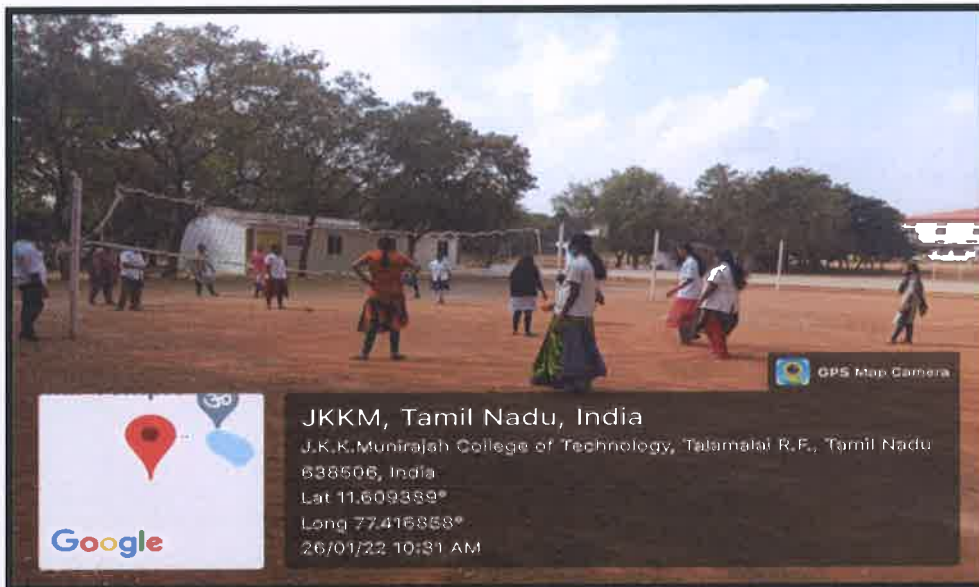 GPS Map Camera
JKKM, Tamil Nadu, India
J.K.K.Munirajah College of Technology, Talamalai R.F., Tamil Nadu
638506, India
Lat 11.609389°
Long 77.416858°
26/01/22 10:31 AM
Google